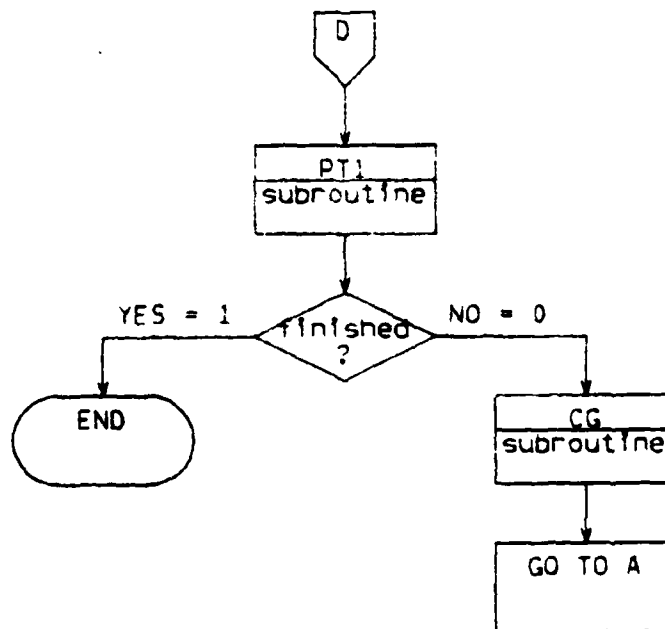 D
PT1
subroutine
YES = 1
finished
?
NO = 0
END
CG
subroutine
GO TO A